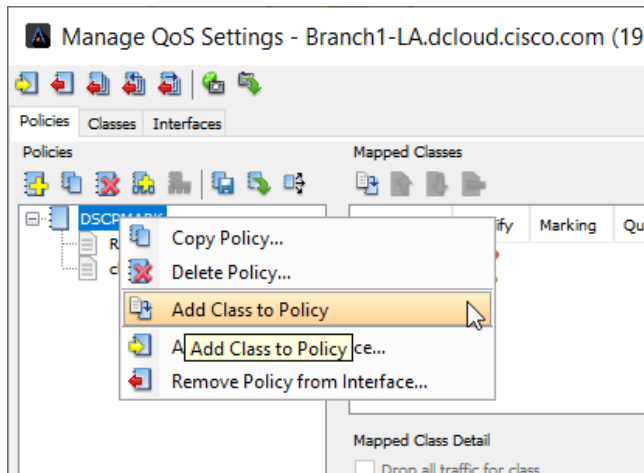 Manage QoS Settings - Branch1-LA.dcloud.cisco.com (19
Policies Classes Interfaces
Policies
Mapped Classes
DSCPMARK
Marking Qu
Copy Policy...
Delete Policy...
Add Class to Policy
Add Class to Policy
Remove Policy from Interface...
Mapped Class Detail
Drop all traffic for class